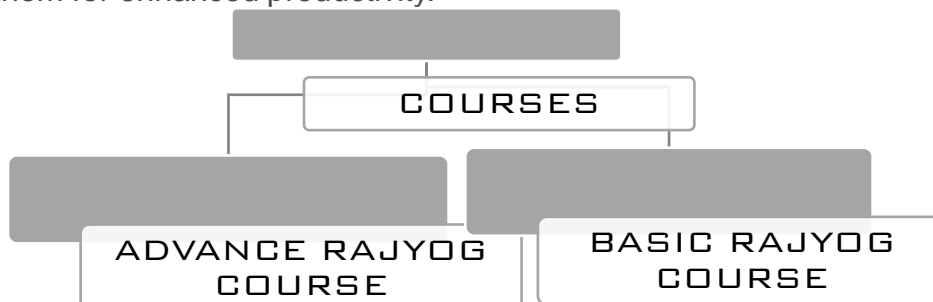 for enhanced productivity.
COURSES
ADVANCE RAJYOG
COURSE
BASIC RAJYOG
COURSE